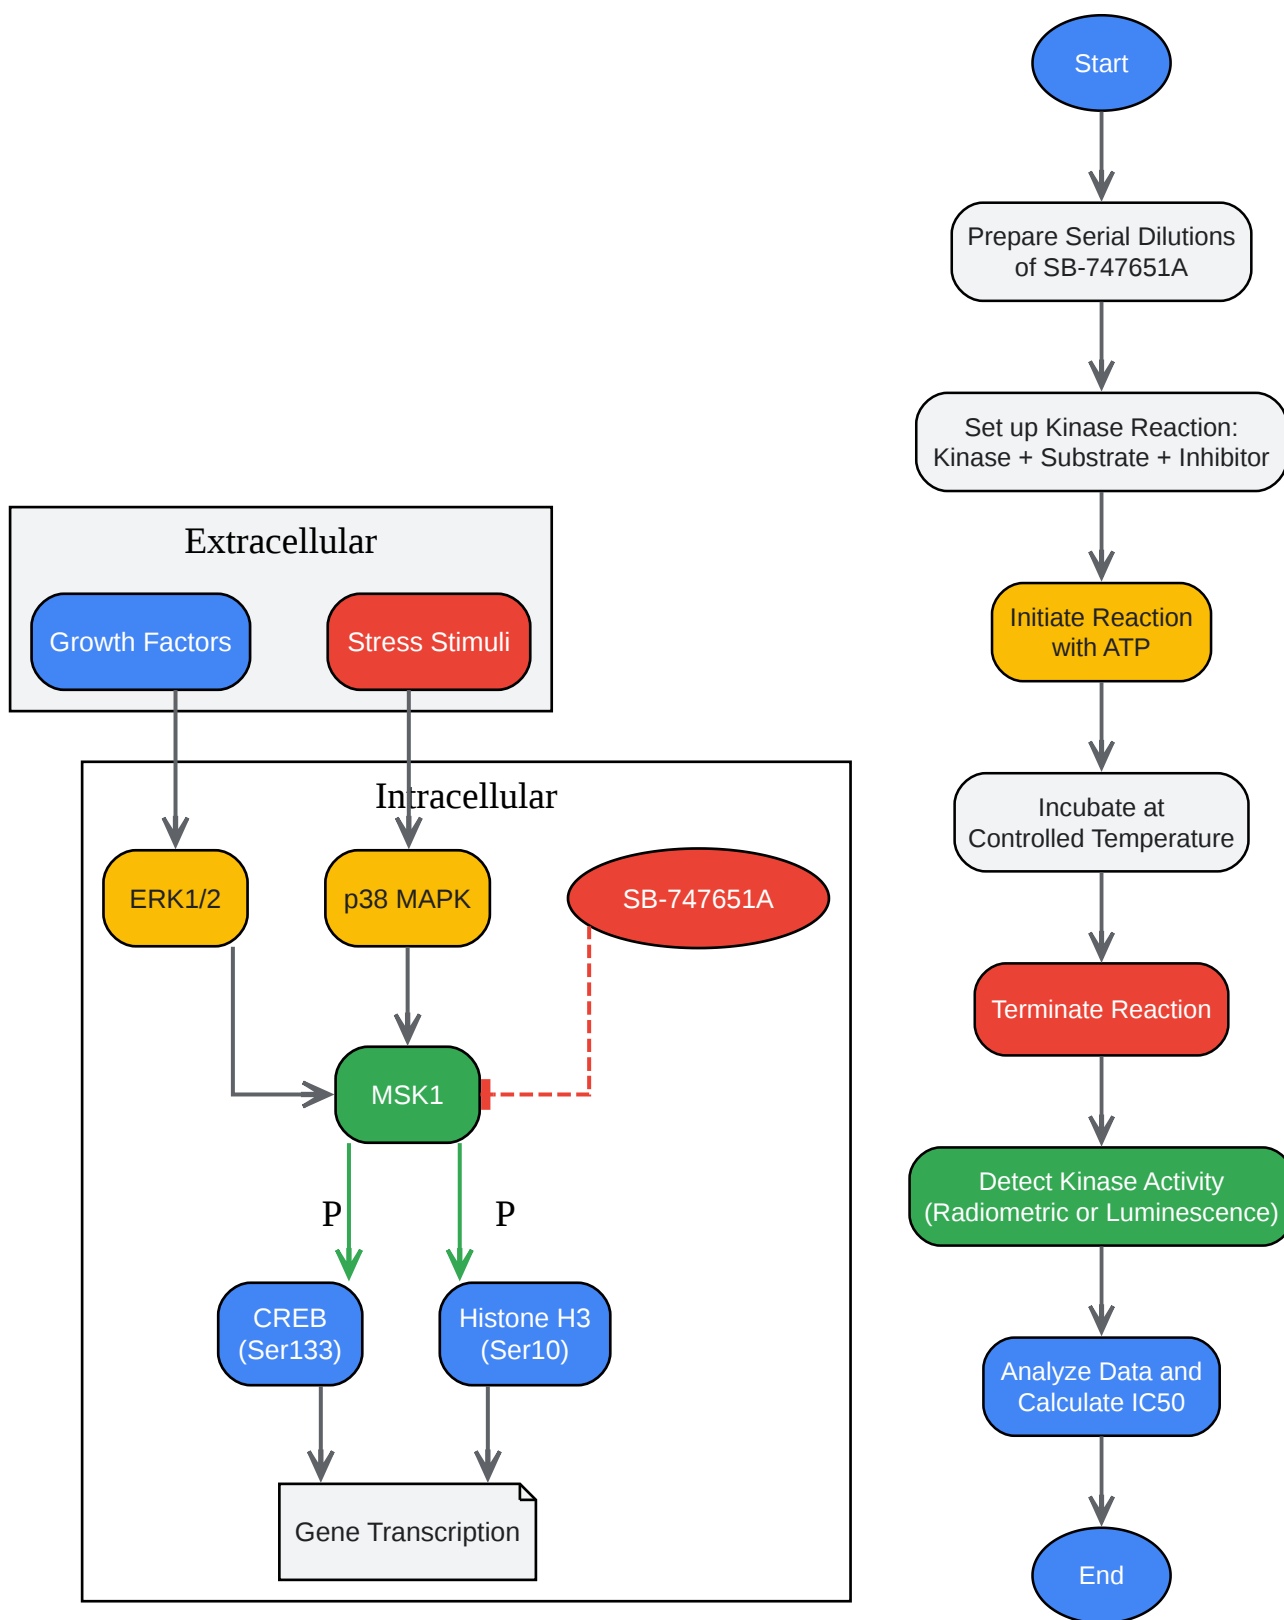 Extracellular
Growth Factors
Stress Stimuli
Intracellular
ERK1/2
p38 MAPK
SB-747651A
MSK1
P
P
CREB
(Ser133)
Histone H3
(Ser10)
Gene Transcription
Start
Prepare Serial Dilutions
of SB-747651A
Set up Kinase Reaction:
Kinase + Substrate + Inhibitor
Initiate Reaction
with ATP
Incubate at
Controlled Temperature
Terminate Reaction
Detect Kinase Activity
(Radiometric or Luminescence)
Analyze Data and
Calculate IC50
End